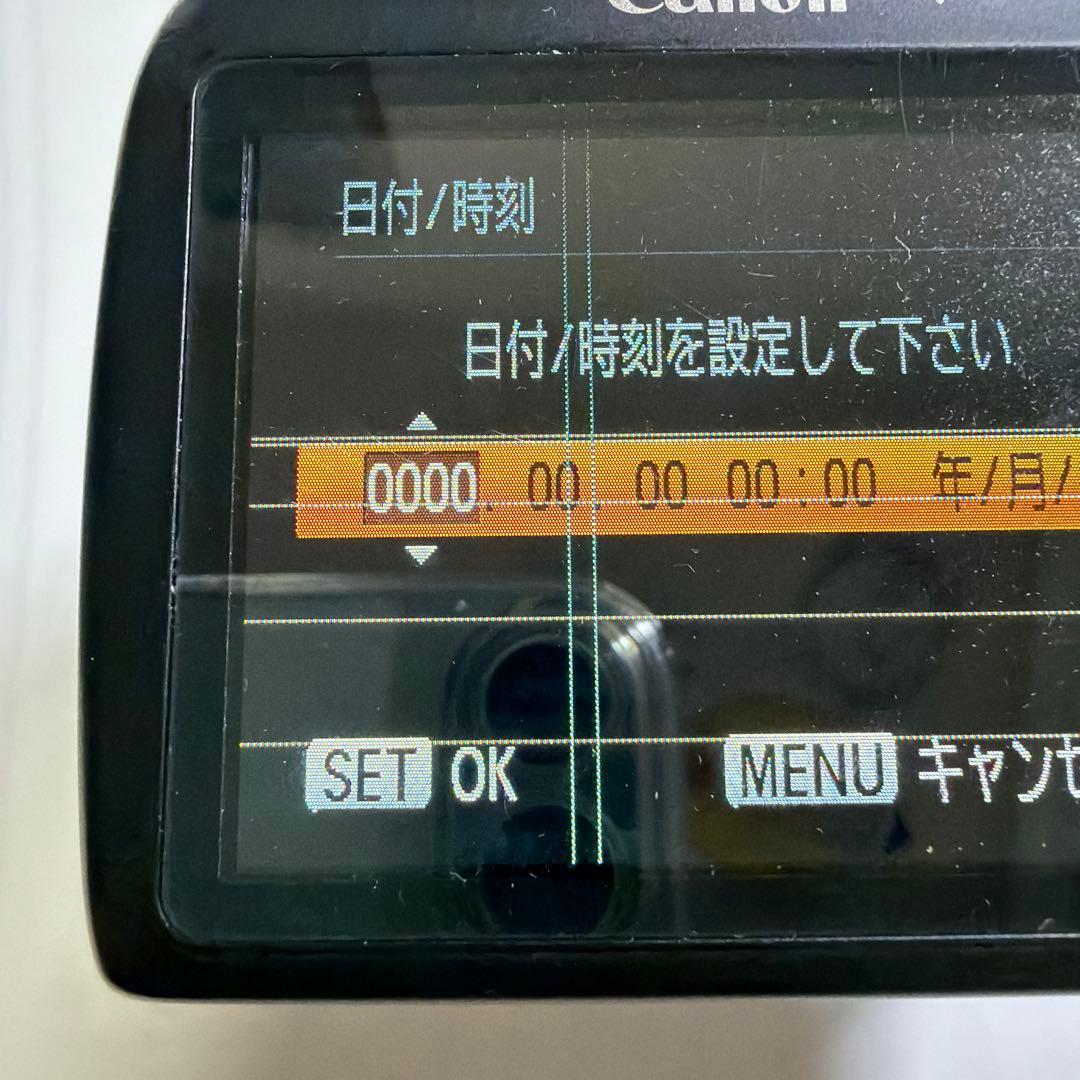 Canon
日付/時刻
日付/時刻を設定して下さい
0000. 00 00 00:00 年/月/
SET OK MENU キャンセ